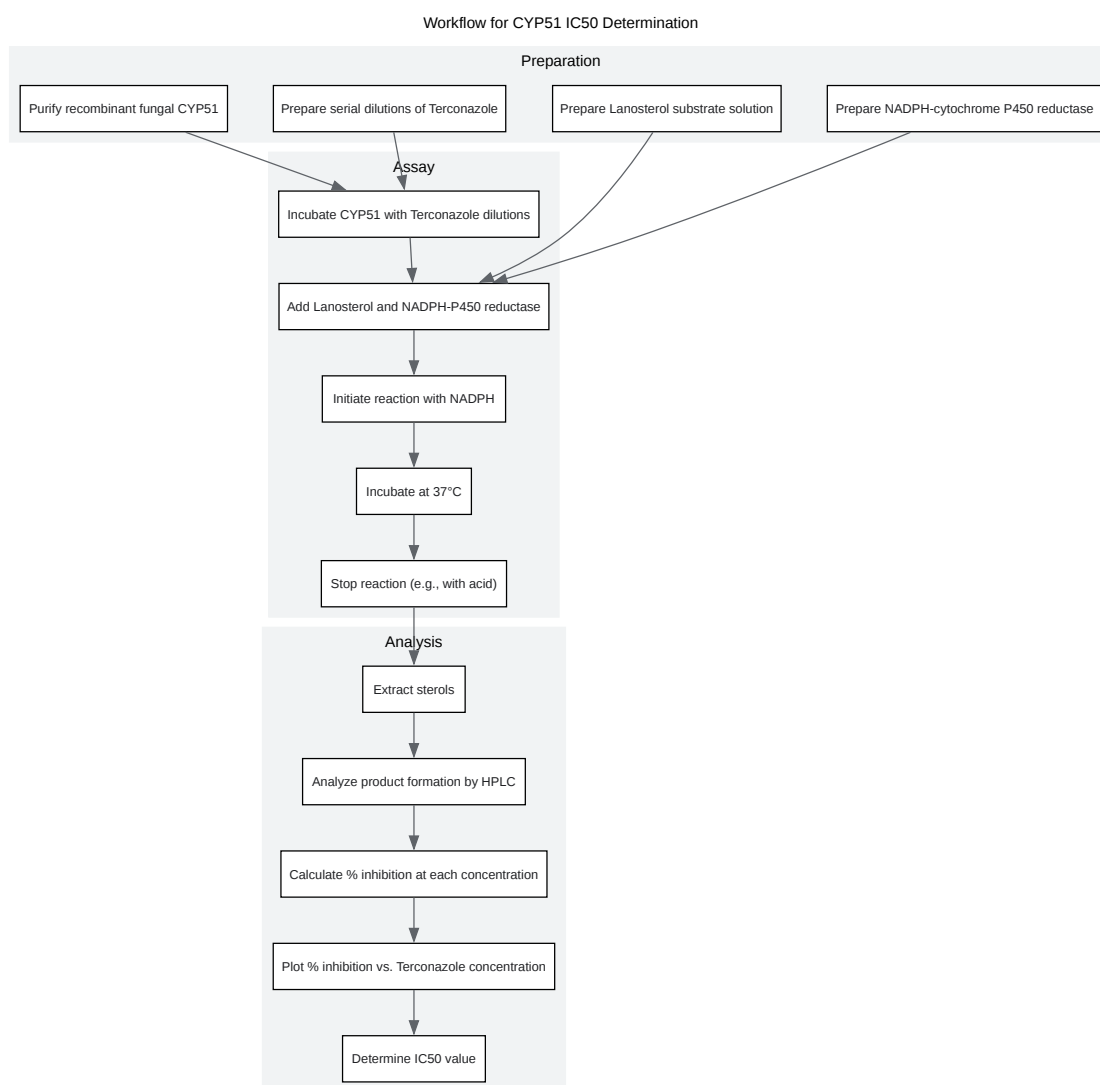 Workflow for CYP51 IC50 Determination
Preparation
Purify recombinant fungal CYP51
Prepare serial dilutions of Terconazole
Prepare Lanosterol substrate solution
Prepare NADPH-cytochrome P450 reductase
Assay
Incubate CYP51 with Terconazole dilutions
Add Lanosterol and NADPH-P450 reductase
Initiate reaction with NADPH
Incubate at 37°C
Stop reaction (e.g., with acid)
Analysis
Extract sterols
Analyze product formation by HPLC
Calculate % inhibition at each concentration
Plot % inhibition vs. Terconazole concentration
Determine IC50 value